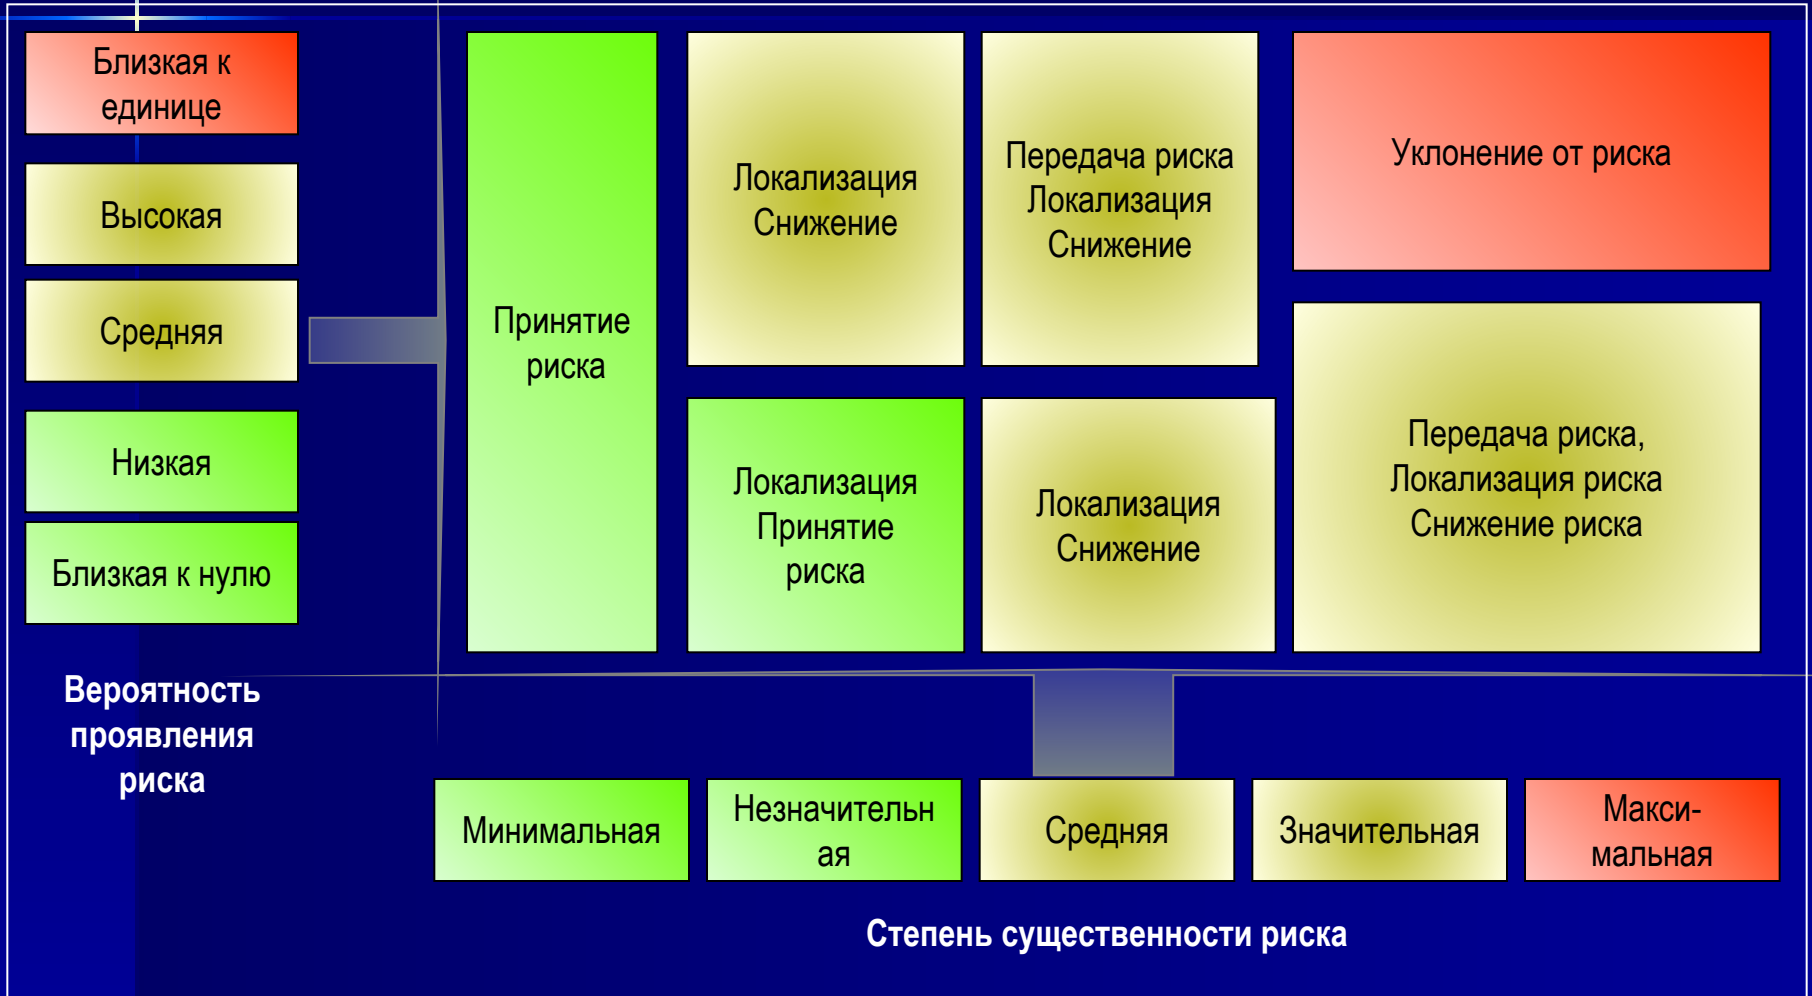 Близкая к
единице
Высокая
Средняя
Низкая
Близкая к нулю
Вероятность
проявления
риска
Принятие
риска
Локализация
Снижение
Передача риска
Локализация
Снижение
Уклонение от риска
Локализация
Принятие
риска
Локализация
Снижение
Передача риска,
Локализация риска
Снижение риска
Минимальная
Незначительн
ая
Средняя
Значительная
Макси-
мальная
Степень существенности риска